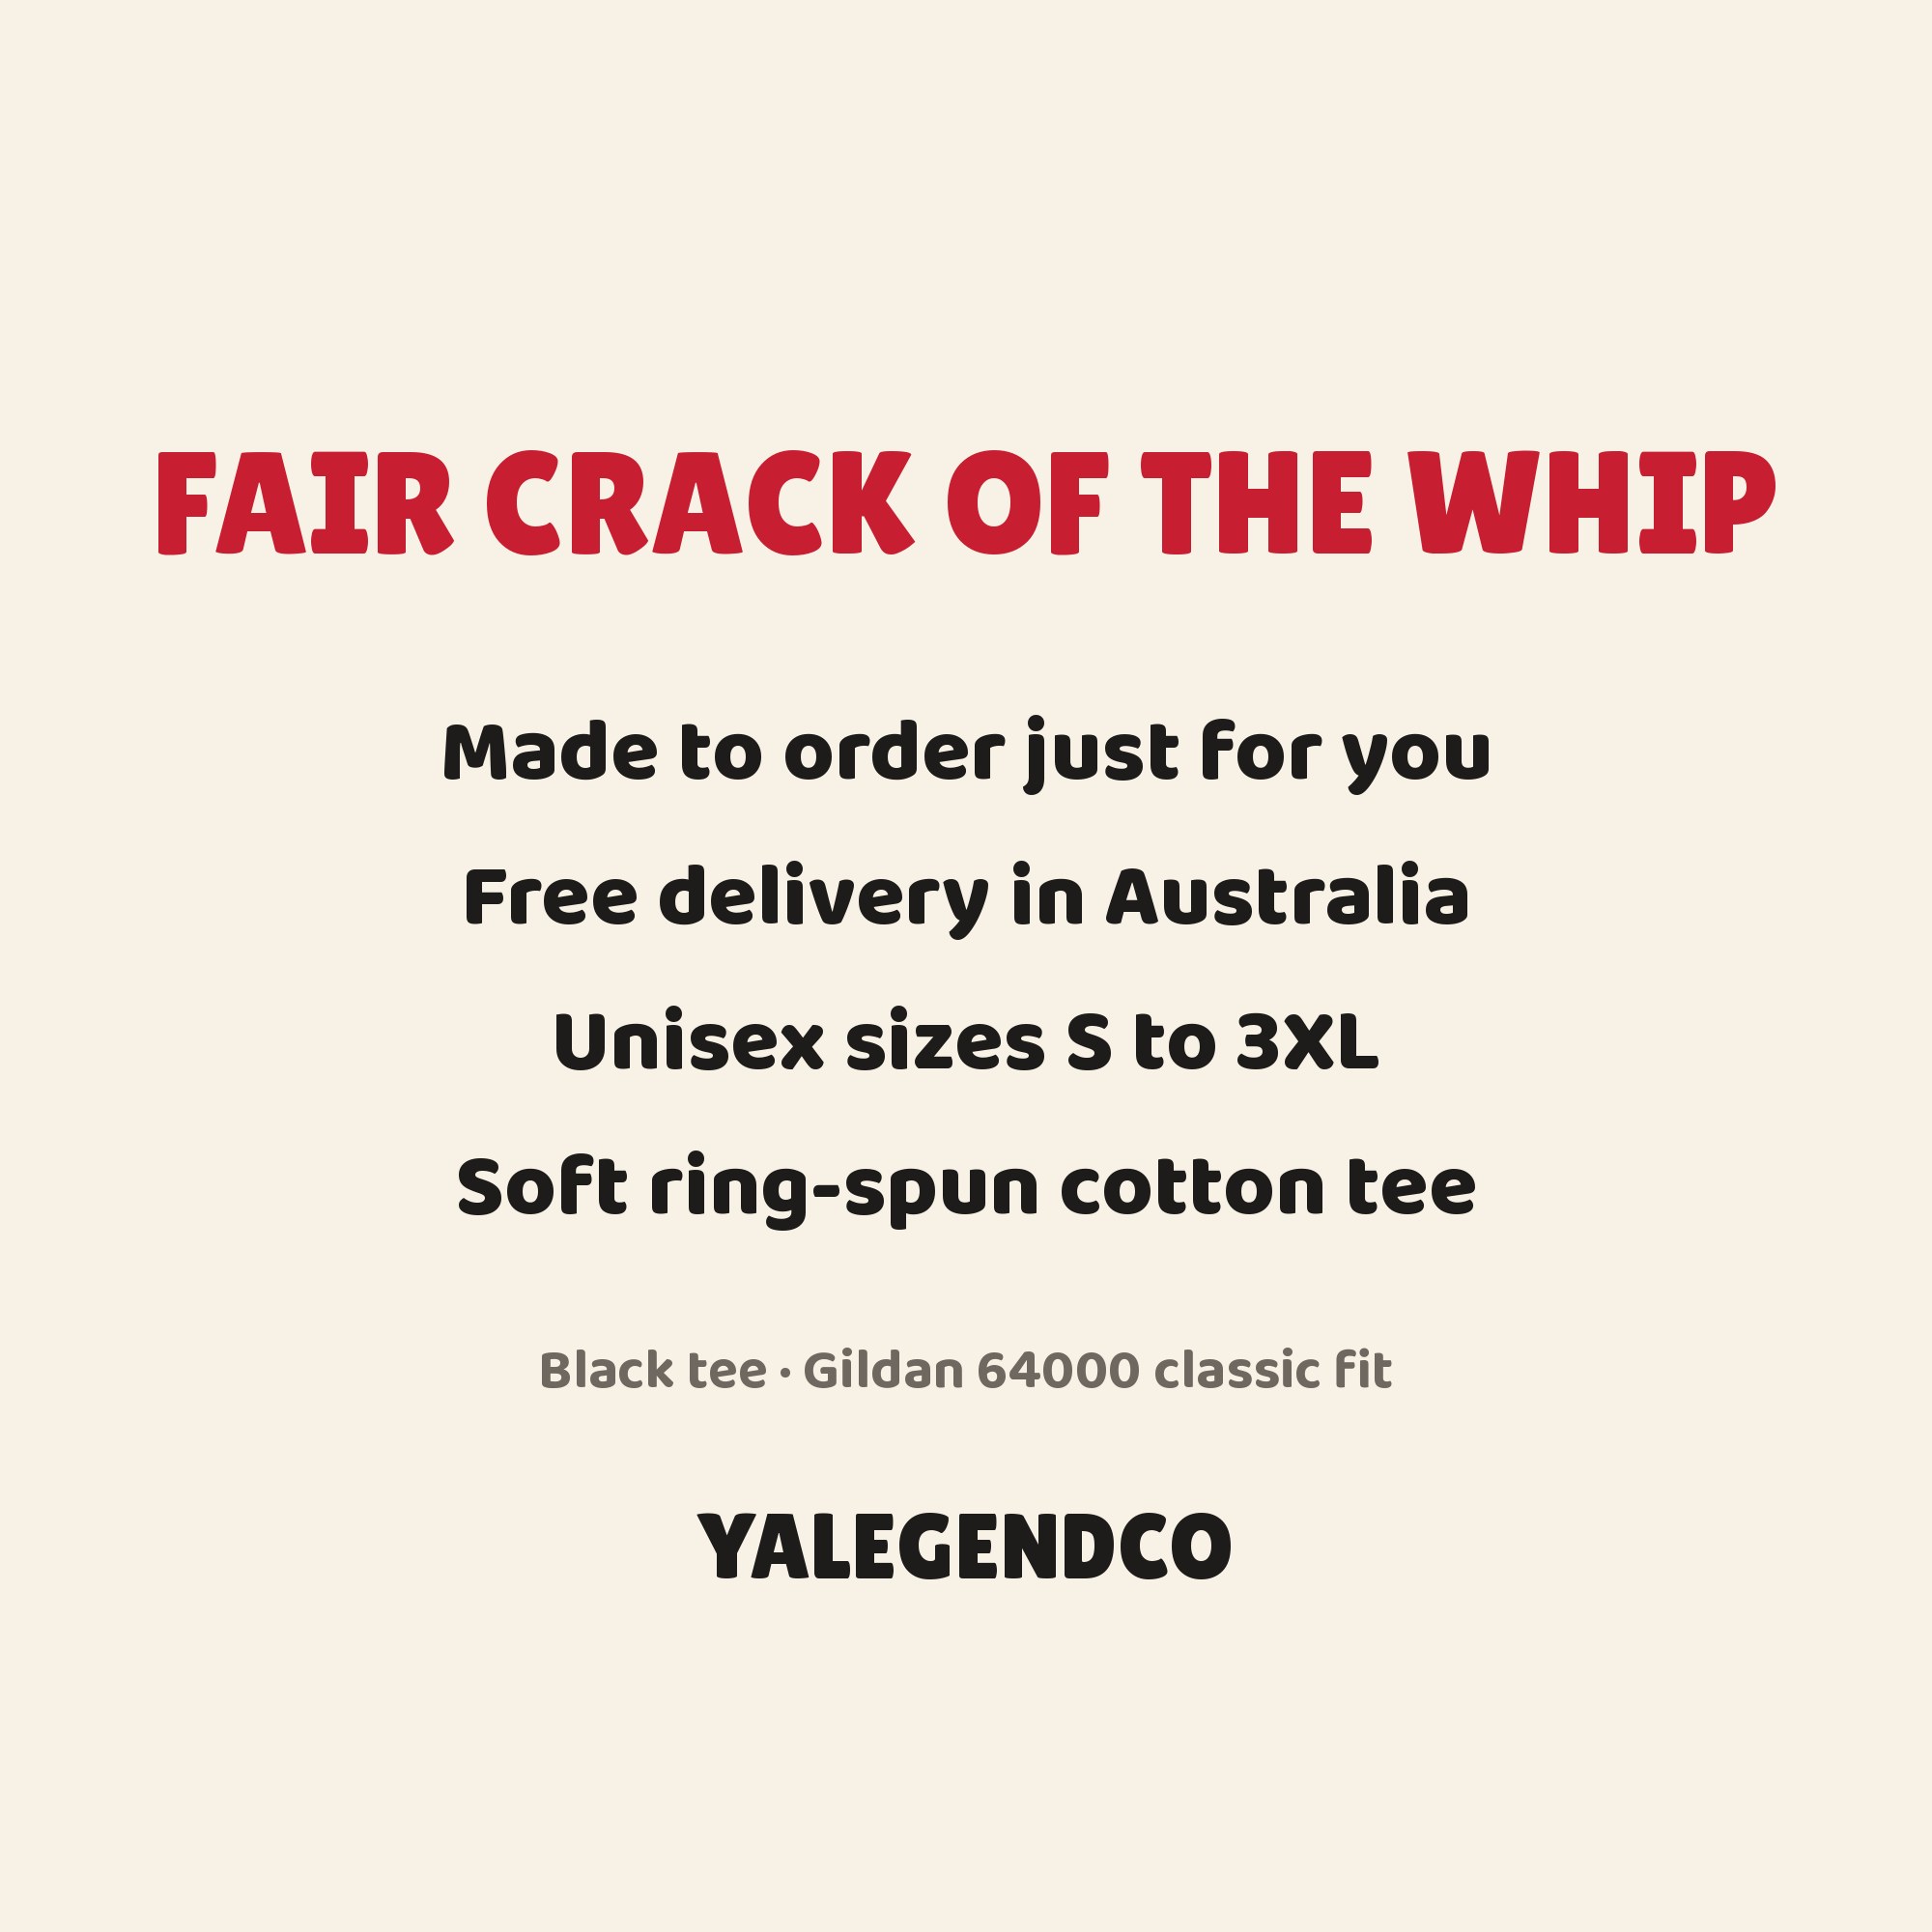 FAIR CRACK OF THE WHIP
Made to order just for you
Free delivery in Australia
Unisex sizes S to 3XL
Soft ring-spun cotton tee
Black tee • Gildan 64000 classic fit
YALEGENDCO